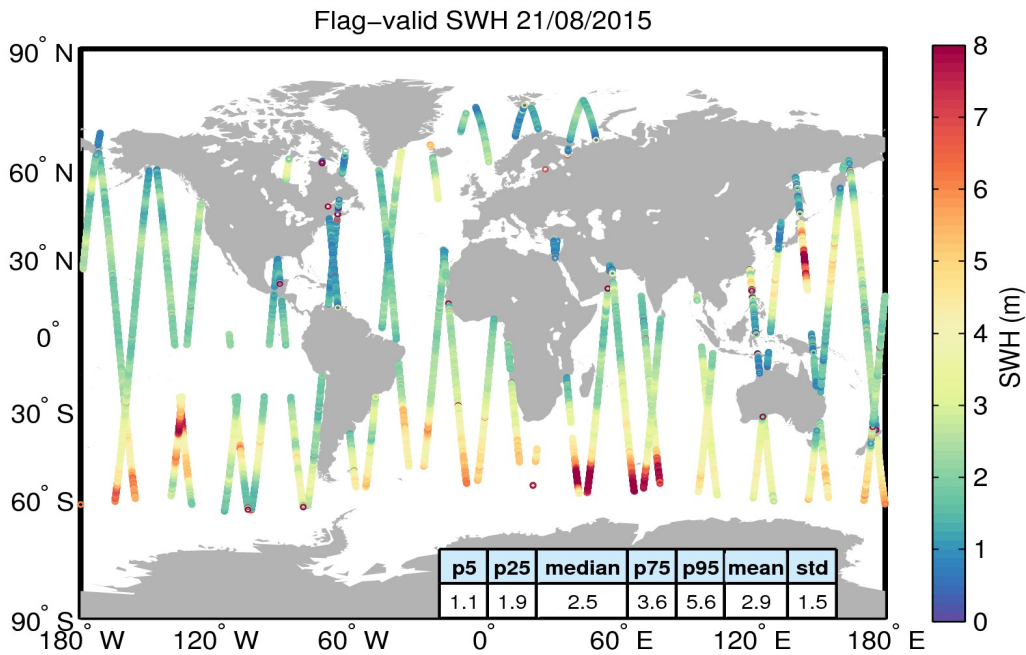 Flag−valid SWH 21/08/2015
90° N
60° N
30° N
0°
30° S
60° S
90° S
180° W
120° W
60° W
0°
60° E
120° E
180° E
8
7
6
5
4
3
2
1
0
SWH (m)
p5 p25 median p75 p95 mean std
1.1 1.9 2.5 3.6 5.6 2.9 1.5